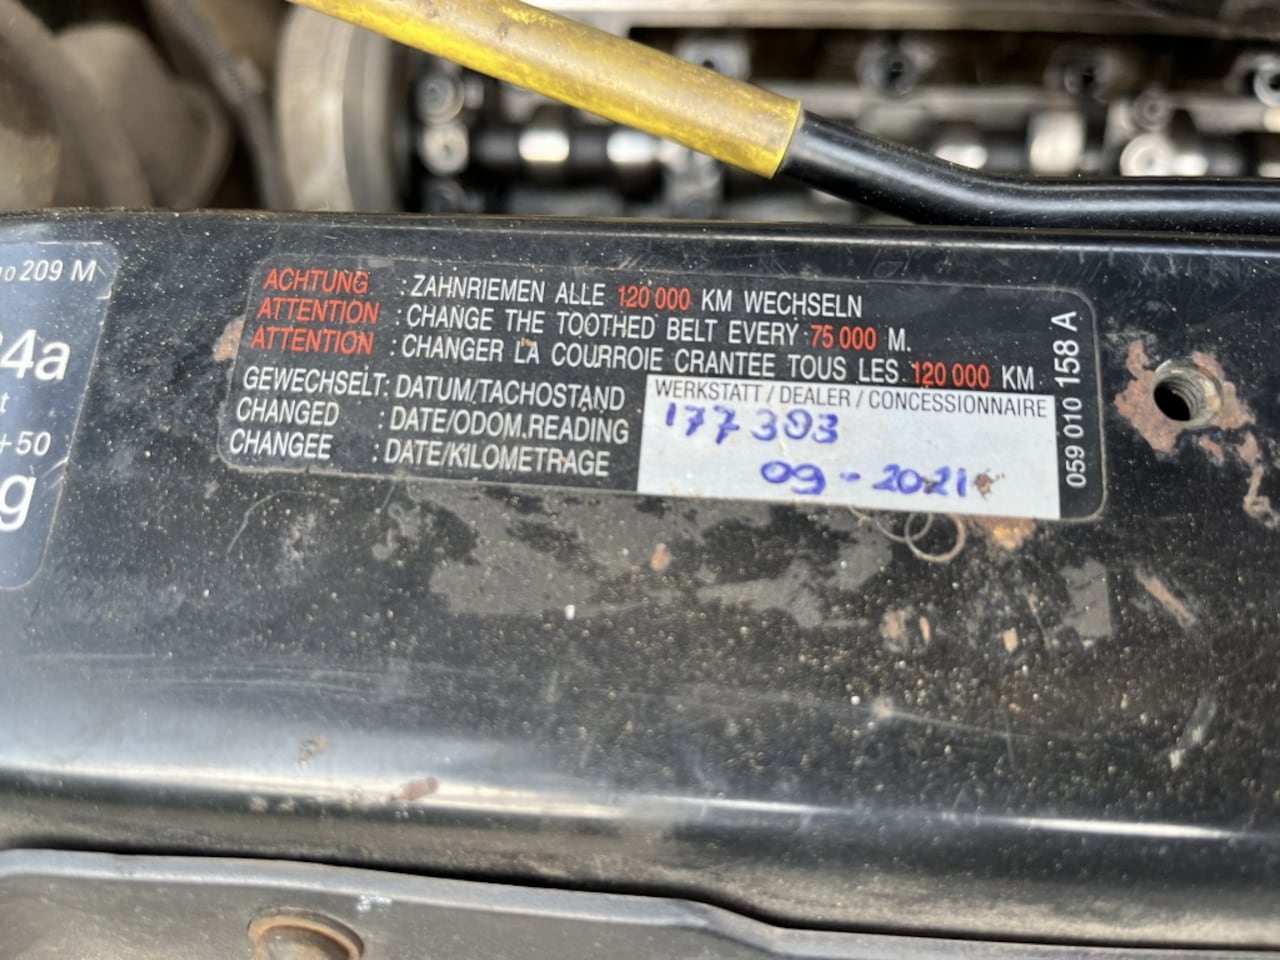 209 M
4a
t
+50
g
ACHTUNG : ZAHNRIEMEN ALLE 120 000 KM WECHSELN
ATTENTION : CHANGE THE TOOTHED BELT EVERY 75 000 M.
ATTENTION : CHANGER LA COURROIE CRANTEE TOUS LES 120 000 KM
GEWECHSELT: DATUM/TACHOSTAND
CHANGED : DATE/ODOM.READING
CHANGEE : DATE/KILOMETRAGE
WERKSTATT / DEALER / CONCESSIONNAIRE
177393
09-2021
059 010 158 A